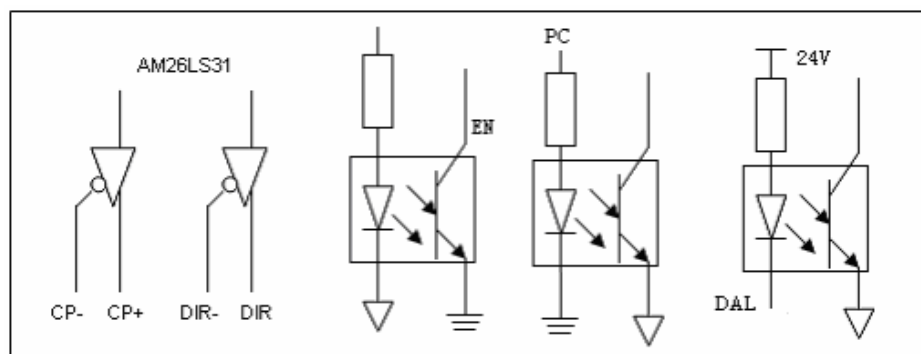 AM26LS31
CP- CP+ DIR- DIR
EN
PC
24V
DAL